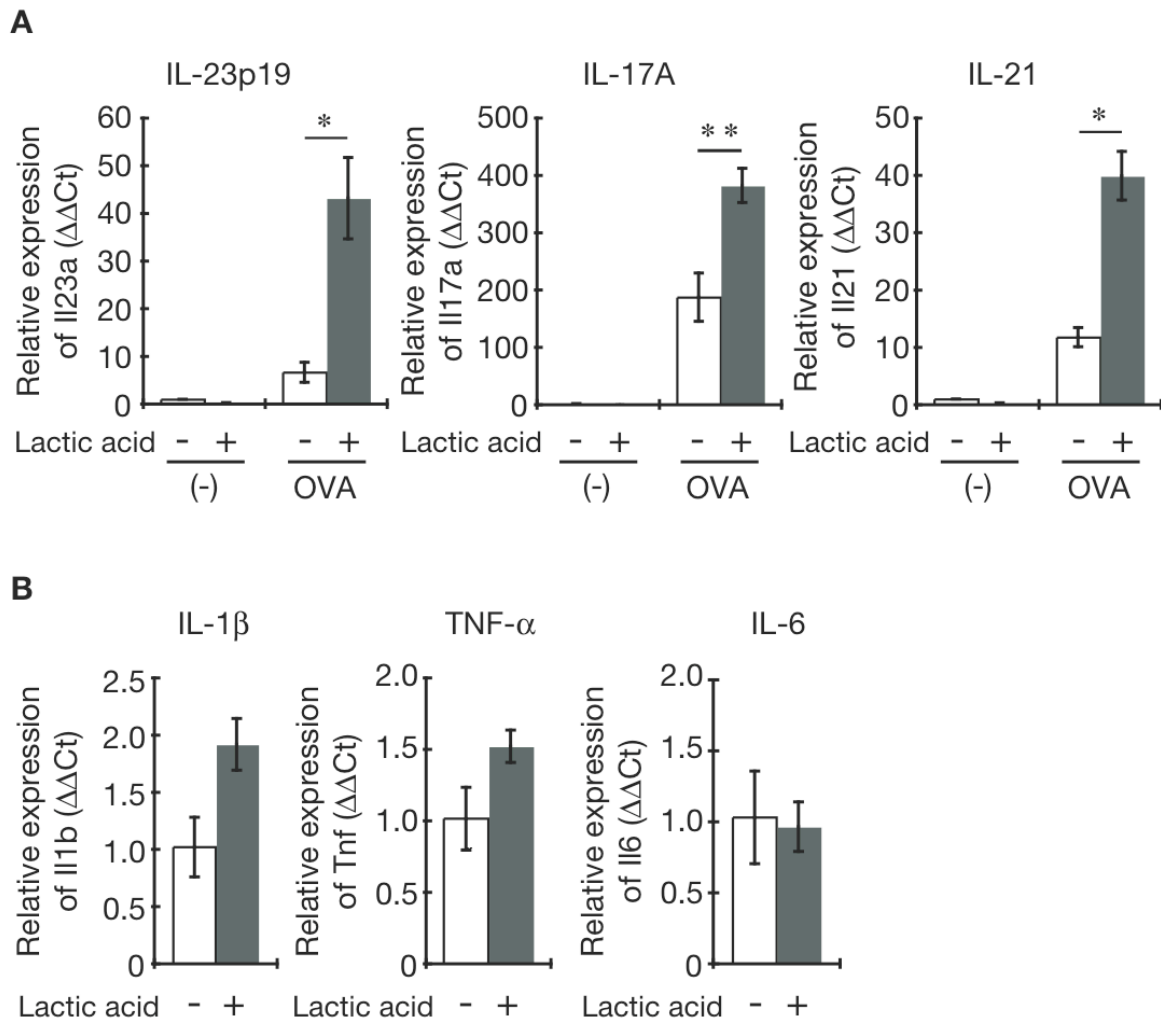 A
IL-23p19
Relative expression
of Il23a (ΔΔCt)
60
50
40
30
20
10
0
*
Lactic acid - + - +
(-) OVA
IL-17A
Relative expression
of Il17a (ΔΔCt)
500
400
300
200
100
0
* *
Lactic acid - + - +
(-) OVA
IL-21
Relative expression
of Il21 (ΔΔCt)
50
40
30
20
10
0
*
Lactic acid - + - +
(-) OVA
B
IL-1β
Relative expression
of Il1b (ΔΔCt)
2.5
2.0
1.5
1.0
0.5
0
Lactic acid - +
TNF-α
Relative expression
of Tnf (ΔΔCt)
2.0
1.5
1.0
0.5
0
Lactic acid - +
IL-6
Relative expression
of Il6 (ΔΔCt)
2.0
1.5
1.0
0.5
0
Lactic acid - +